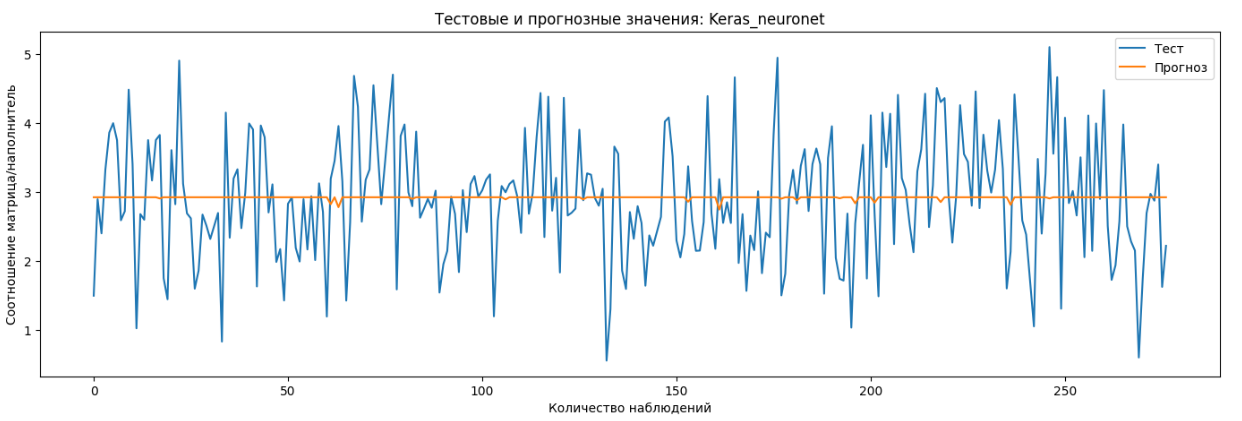 Тестовые и прогнозные значения: Keras_neuronet
Тест
Прогноз
Соотношение матрица/наполнитель
5
4
3
2
1
0 50 100 150 200 250
Количество наблюдений